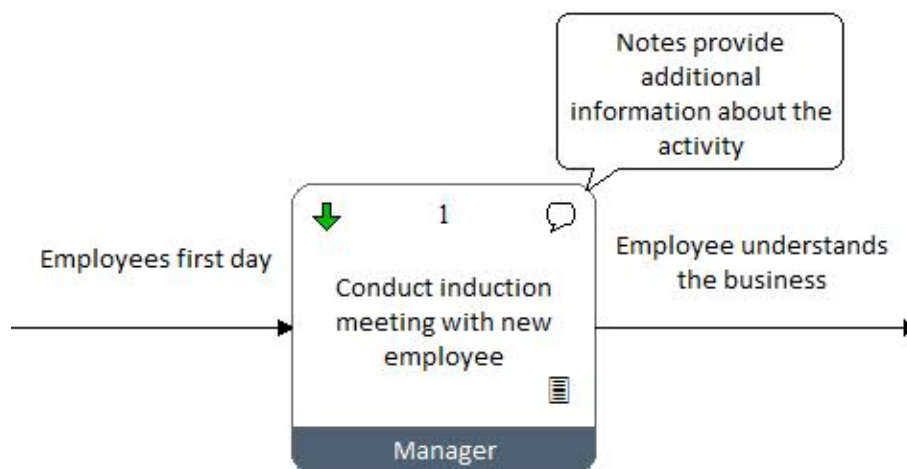 Notes provide
additional
information about the
activity
1
Employees first day
Employee understands
the business
Conduct induction
meeting with new
employee
Manager